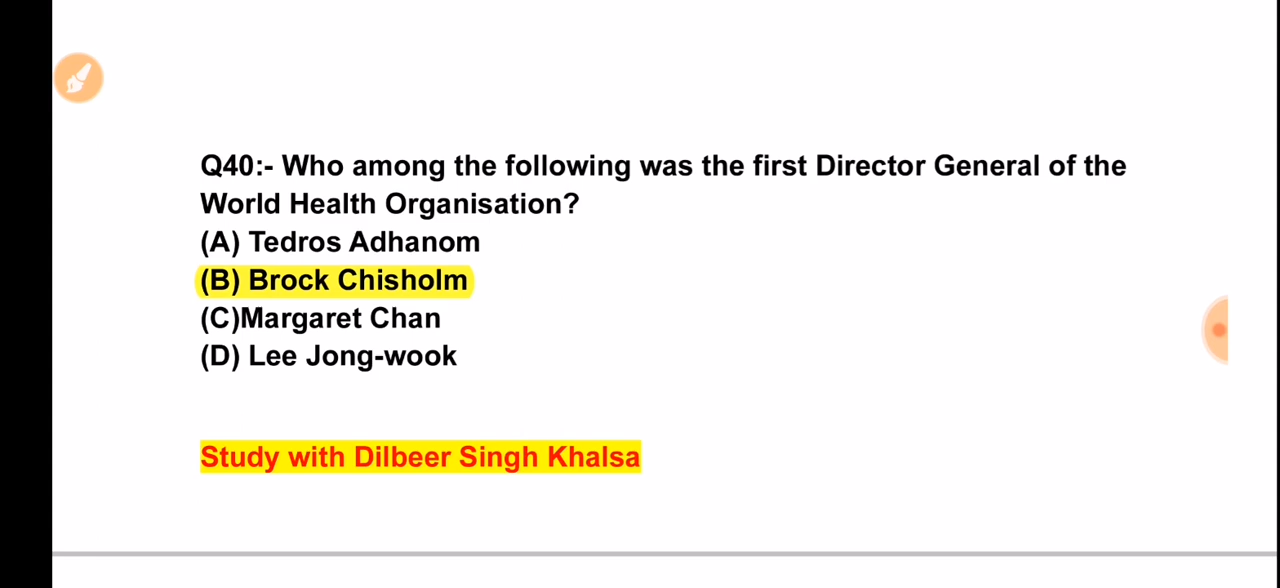 Q40:- Who among the following was the first Director General of the
World Health Organisation?
(A) Tedros Adhanom
(B) Brock Chisholm
(C)Margaret Chan
(D) Lee Jong-wook
Study with Dilbeer Singh Khalsa